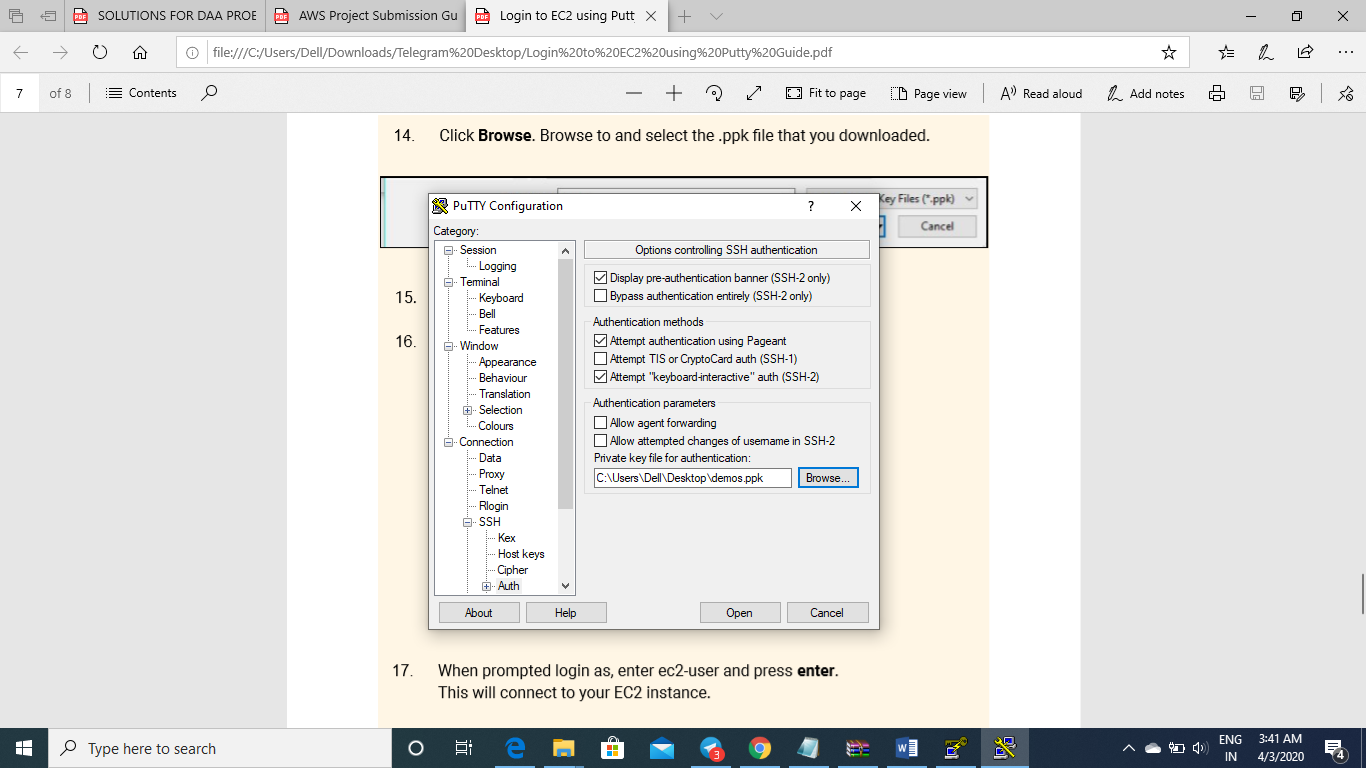 SOLUTIONS FOR DAA PROE
AWS Project Submission Gu
Login to EC2 using Putt
file:///C:/Users/Dell/Downloads/Telegram%20Desktop/Login%20to%20EC2%20using%20Putty%20Guide.pdf
7 of 8 Contents
Fit to page Page view Read aloud Add notes
14. Click Browse. Browse to and select the .ppk file that you downloaded.
Key Files (*.ppk)
Cancel
15.
16.
PuTTY Configuration ?
Category:
Session
Logging
Terminal
Keyboard
Bell
Features
Window
Appearance
Behaviour
Translation
Selection
Colours
Connection
Data
Proxy
Telnet
Rlogin
SSH
Kex
Host keys
Cipher
Auth
Options controlling SSH authentication
Display pre-authentication banner (SSH-2 only)
Bypass authentication entirely (SSH-2 only)
Authentication methods
Attempt authentication using Pageant
Attempt TIS or CryptoCard auth (SSH-1)
Attempt "keyboard-interactive" auth (SSH-2)
Authentication parameters
Allow agent forwarding
Allow attempted changes of username in SSH-2
Private key file for authentication:
C:\Users\Dell\Desktop\demos.ppk Browse...
About Help Open Cancel
17. When prompted login as, enter ec2-user and press enter.
This will connect to your EC2 instance.
Type here to search
3
ENG
IN
3:41 AM
4/3/2020
4